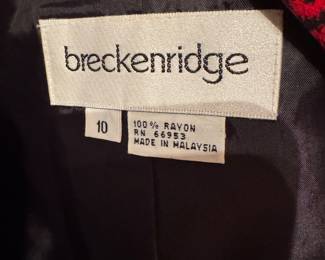 breckenridge
10
100% RAYON
RN 66953
MADE IN MALAYSIA